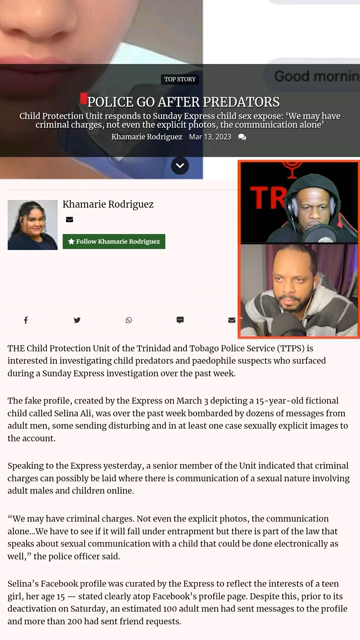 Good mornin
TOP STORY
POLICE GO AFTER PREDATORS
Child Protection Unit responds to Sunday Express child sex expose: ‘We may have
criminal charges, not even the explicit photos, the communication alone’
Khamarie Rodriguez Mar 13, 2023
Khamarie Rodriguez
Follow Khamarie Rodriguez
TR
THE Child Protection Unit of the Trinidad and Tobago Police Service (TTPS) is
interested in investigating child predators and paedophile suspects who surfaced
during a Sunday Express investigation over the past week.
The fake profile, created by the Express on March 3 depicting a 15-year-old fictional
child called Selina Ali, was over the past week bombarded by dozens of messages from
adult men, some sending disturbing and in at least one case sexually explicit images to
the account.
Speaking to the Express yesterday, a senior member of the Unit indicated that criminal
charges can possibly be laid where there is communication of a sexual nature involving
adult males and children online.
“We may have criminal charges. Not even the explicit photos, the communication
alone...We have to see if it will fall under entrapment but there is part of the law that
speaks about sexual communication with a child that could be done electronically as
well,” the police officer said.
Selina’s Facebook profile was curated by the Express to reflect the interests of a teen
girl, her age 15 — stated clearly atop Facebook’s profile page. Despite this, prior to its
deactivation on Saturday, an estimated 100 adult men had sent messages to the profile
and more than 200 had sent friend requests.